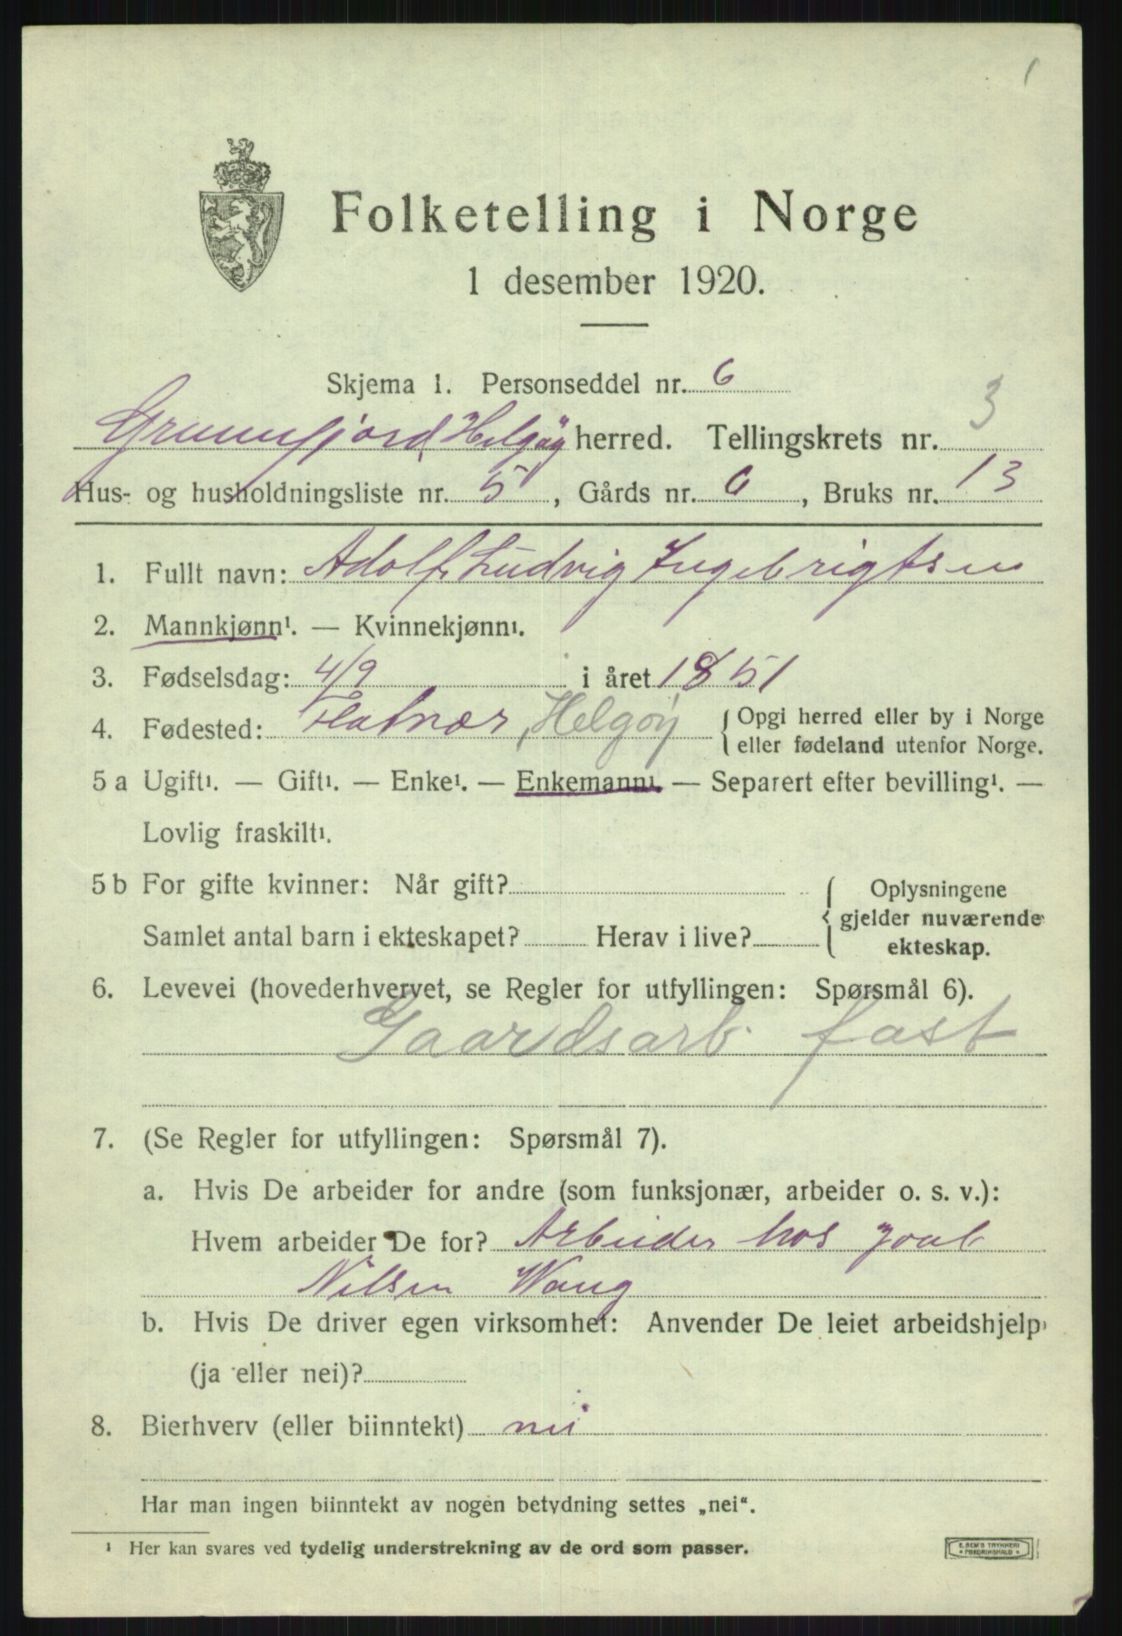 1
Folketelling i Norge
1 desember 1920.
Skjema 1. Personseddel nr. 6
Grunnfjord Helgøy herred. Tellingskrets nr. 3
Hus- og husholdningsliste nr. 5, Gårds nr. 6, Bruks nr. 13
1. Fullt navn: Adolf Ludvig Ingebrigtsen
2. Mannkjønn¹. — Kvinnekjønn¹.
3. Fødselsdag: 4/9 i året 1851
4. Fødested: Flatvær, Helgøy { Opgi herred eller by i Norge
eller fødeland utenfor Norge.
5 a Ugift¹. — Gift¹. — Enke¹. — Enkemann¹. — Separert efter bevilling¹. —
Lovlig fraskilt¹.
5 b For gifte kvinner: Når gift?
Samlet antal barn i ekteskapet? Herav i live?
{ Oplysningene
gjelder nuværende
ekteskap.
6. Levevei (hovederhvervet, se Regler for utfyllingen: Spørsmål 6).
Gaardsarb. fast
7. (Se Regler for utfyllingen: Spørsmål 7).
a. Hvis De arbeider for andre (som funksjonær, arbeider o. s. v.):
Hvem arbeider De for? Arbeider hos Joab
Nilsen Wang
b. Hvis De driver egen virksomhet: Anvender De leiet arbeidshjelp
(ja eller nei)?
8. Bierhverv (eller biinntekt) nei
Har man ingen biinntekt av nogen betydning settes „nei“.
¹ Her kan svares ved tydelig understrekning av de ord som passer.
E. SEM'S TRYKKERI
FREDRIKSHALD